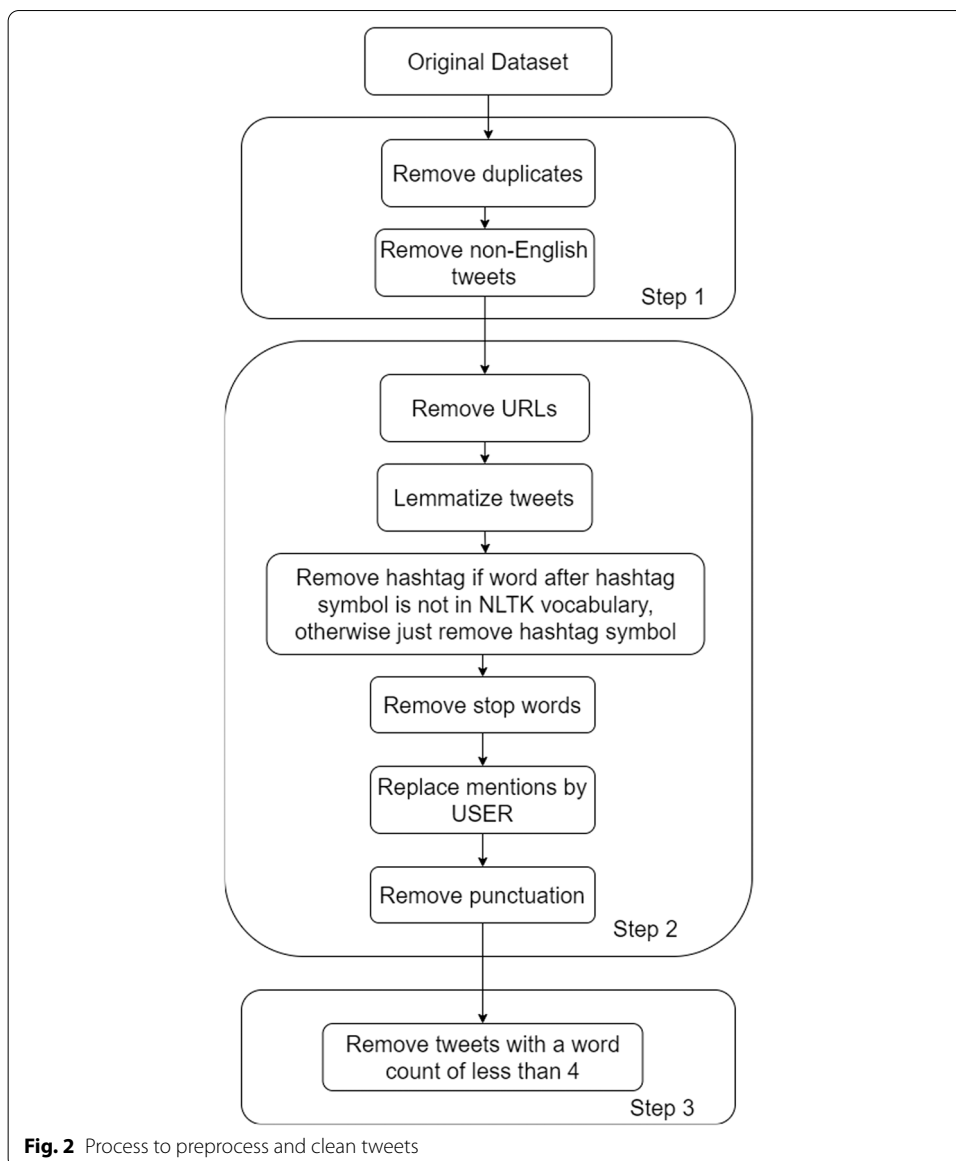 Original Dataset
Remove duplicates
Remove non-English
tweets
Step 1
Remove URLs
Lemmatize tweets
Remove hashtag if word after hashtag
symbol is not in NLTK vocabulary,
otherwise just remove hashtag symbol
Remove stop words
Replace mentions by
USER
Remove punctuation
Step 2
Remove tweets with a word
count of less than 4
Step 3
Fig. 2 Process to preprocess and clean tweets